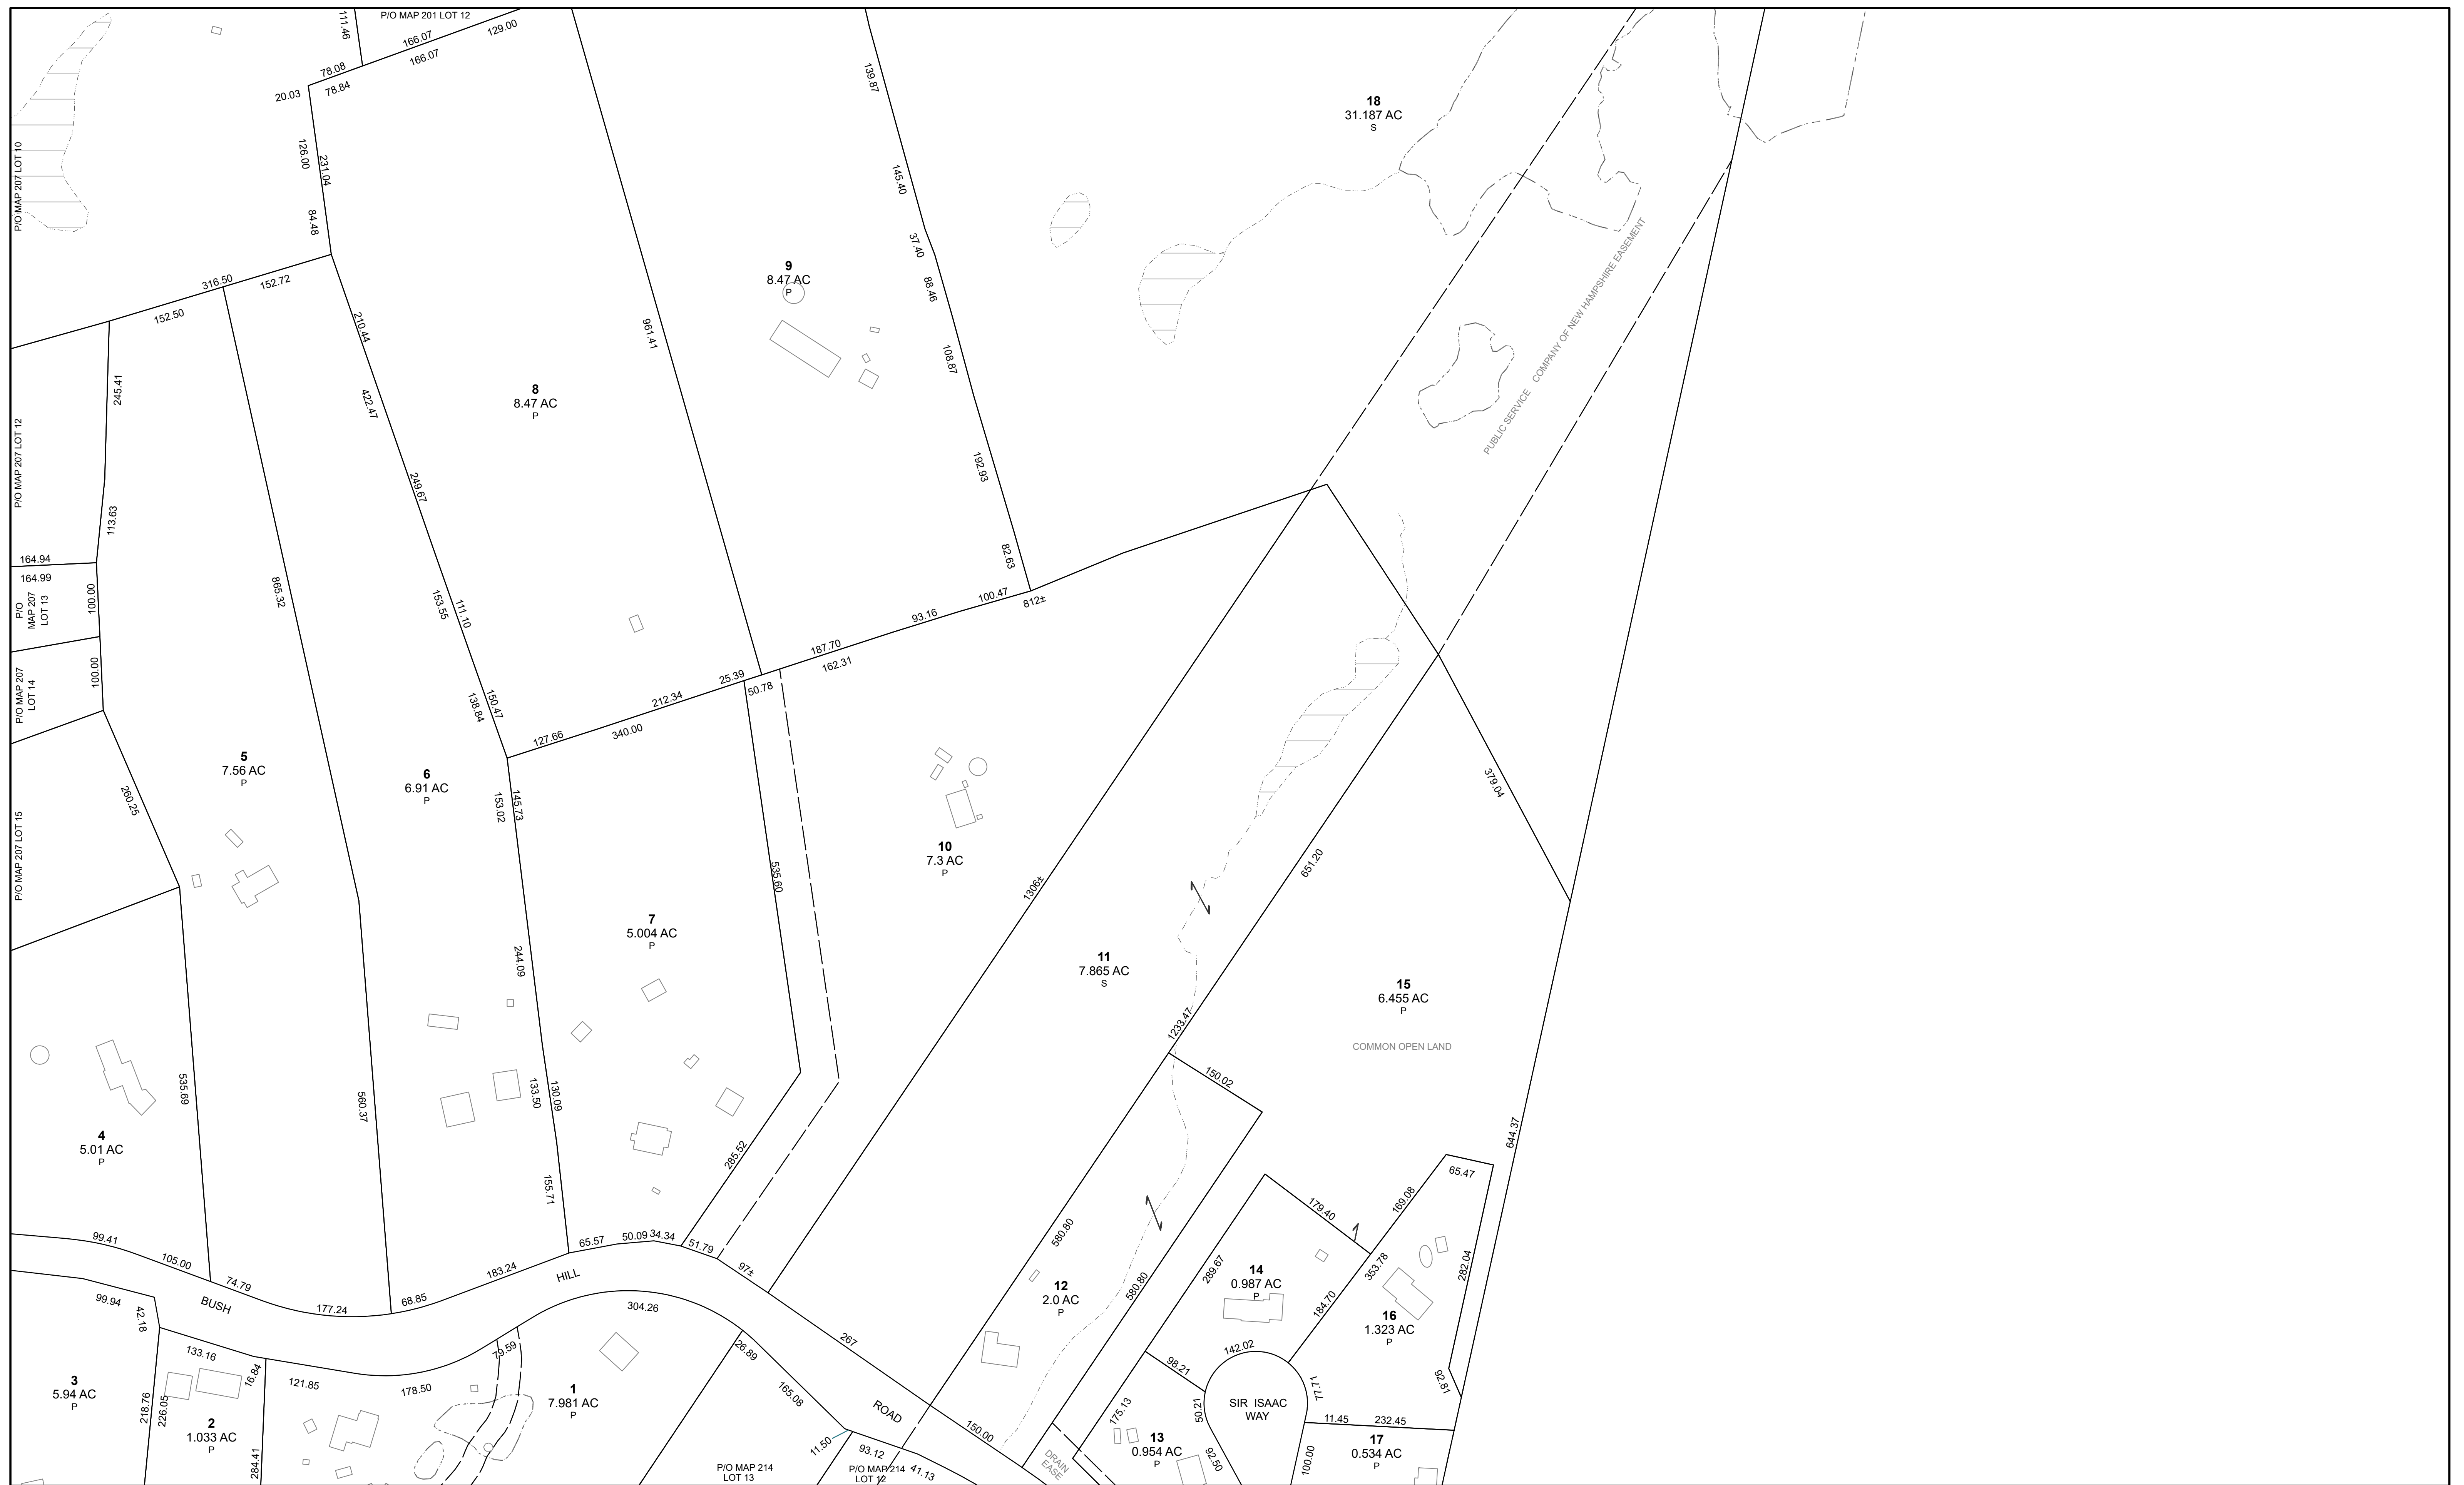 P/O MAP 201 LOT 12
111.46
166.07
129.00
166.07
78.08
78.84
20.03
139.87
18
31.187 AC
S
P/O MAP 207 LOT 10
126.00
231.04
84.48
145.40
37.40
88.46
316.50
152.72
152.50
9
8.47 AC
P
PUBLIC SERVICE COMPANY OF NEW HAMPSHIRE EASEMENT
210.44
961.41
108.87
8
8.47 AC
P
245.41
422.47
P/O MAP 207 LOT 12
249.67
192.93
113.63
164.94
164.99
P/O
MAP 207
LOT 13
100.00
865.32
153.55
111.10
82.63
100.47
812±
93.16
187.70
162.31
P/O MAP 207
LOT 14
100.00
138.84
150.47
25.39
50.78
212.34
127.66
340.00
5
7.56 AC
P
6
6.91 AC
P
260.25
153.02
145.73
379.04
P/O MAP 207 LOT 15
10
7.3 AC
P
535.60
1306±
651.20
7
5.004 AC
P
244.09
11
7.865 AC
S
15
6.455 AC
P
COMMON OPEN LAND
1233.47
150.02
535.69
560.37
133.50
130.09
4
5.01 AC
P
285.52
644.37
155.71
65.47
169.08
179.40
99.41
105.00
74.79
177.24
68.85
183.24
65.57
50.09
34.34
51.79
97±
580.80
580.80
289.67
353.78
282.04
HILL
BUSH
14
0.987 AC
P
12
2.0 AC
P
184.70
16
1.323 AC
P
99.94
42.18
304.26
267
133.16
79.59
26.89
142.02
98.21
92.81
77.71
3
5.94 AC
P
16.84
121.85
178.50
1
7.981 AC
P
165.08
ROAD
SIR ISAAC
WAY
50.21
175.13
218.76
226.05
2
1.033 AC
P
150.00
11.45
232.45
11.50
93.12
13
0.954 AC
P
17
0.534 AC
P
284.41
92.50
100.00
DRAIN
EASE
P/O MAP 214
LOT 13
P/O MAP 214
LOT 12
41.13